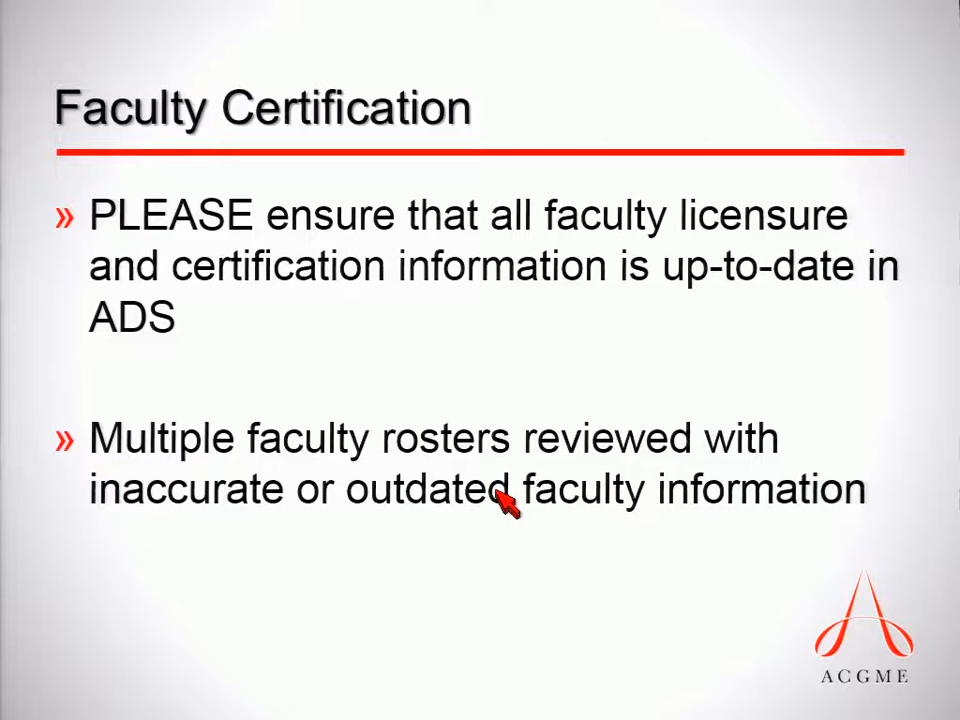 Faculty Certification
» PLEASE ensure that all faculty licensure
and certification information is up-to-date in
ADS
» Multiple faculty rosters reviewed with
inaccurate or outdated faculty information
ACGME